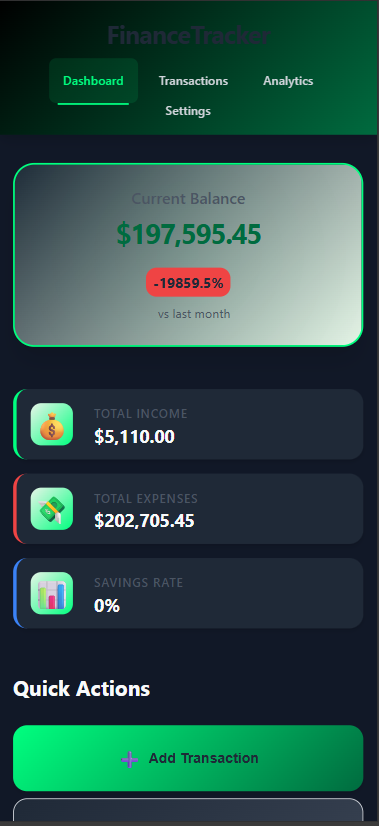 FinanceTracker
Dashboard Transactions Analytics
Settings
Current Balance
$197,595.45
-19859.5%
vs last month
TOTAL INCOME
$5,110.00
TOTAL EXPENSES
$202,705.45
SAVINGS RATE
0%
Quick Actions
Add Transaction